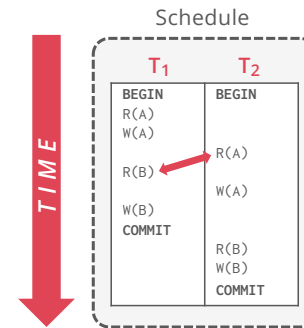 Schedule
TIME
T1 T2
BEGIN BEGIN
R(A)
W(A)
R(A)
R(B)
W(A)
W(B)
COMMIT
R(B)
W(B)
COMMIT